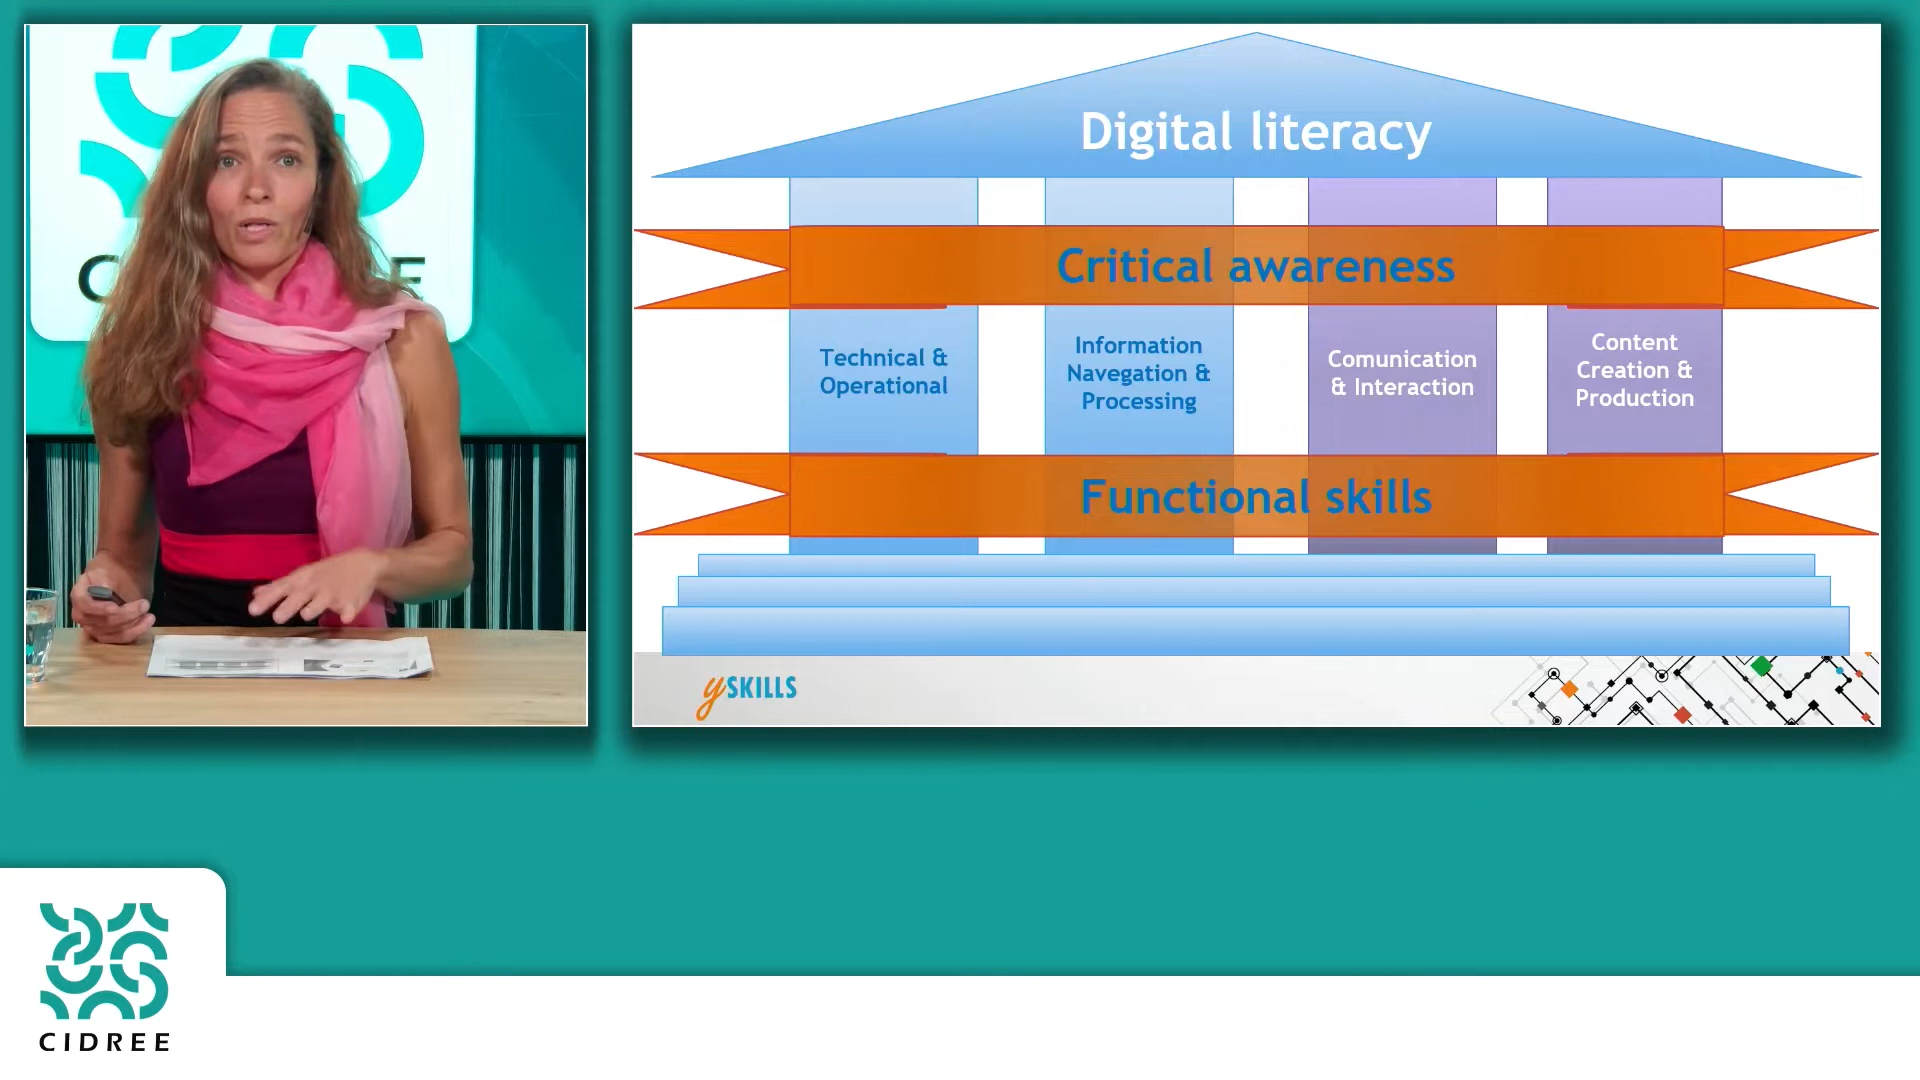 C
E
Digital literacy
Critical awareness
Technical &
Operational
Information
Navegation &
Processing
Comunication
& Interaction
Content
Creation &
Production
Functional skills
ySKILLS
CIDREE